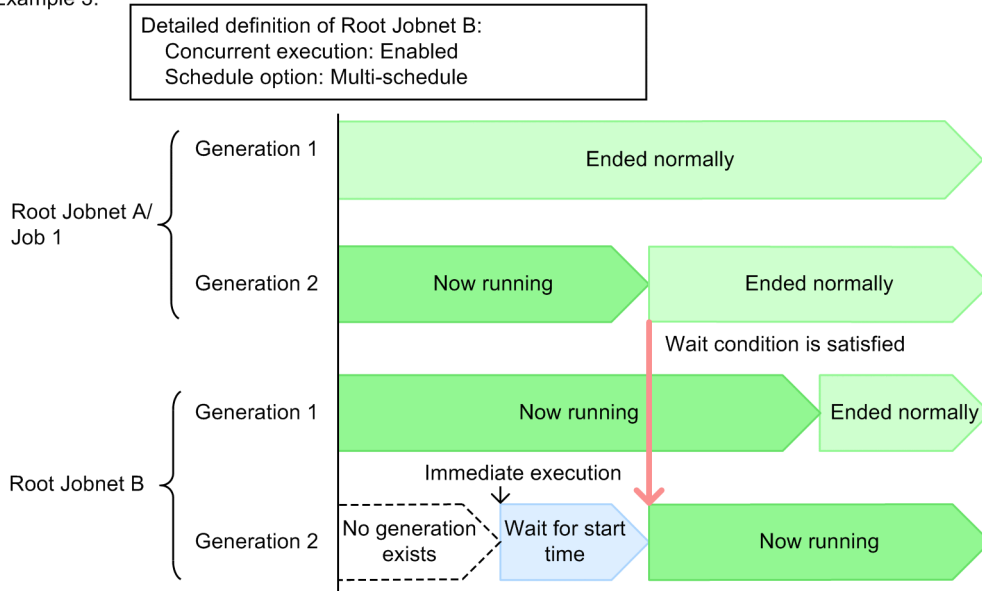 Example 3:
Detailed definition of Root Jobnet B:
Concurrent execution: Enabled
Schedule option: Multi-schedule
Generation 1
Ended normally
Root Jobnet A/
Job 1
Generation 2
Now running
Ended normally
Wait condition is satisfied
Generation 1
Now running
Ended normally
Root Jobnet B
Immediate execution
Generation 2
No generation
exists
Wait for start
time
Now running